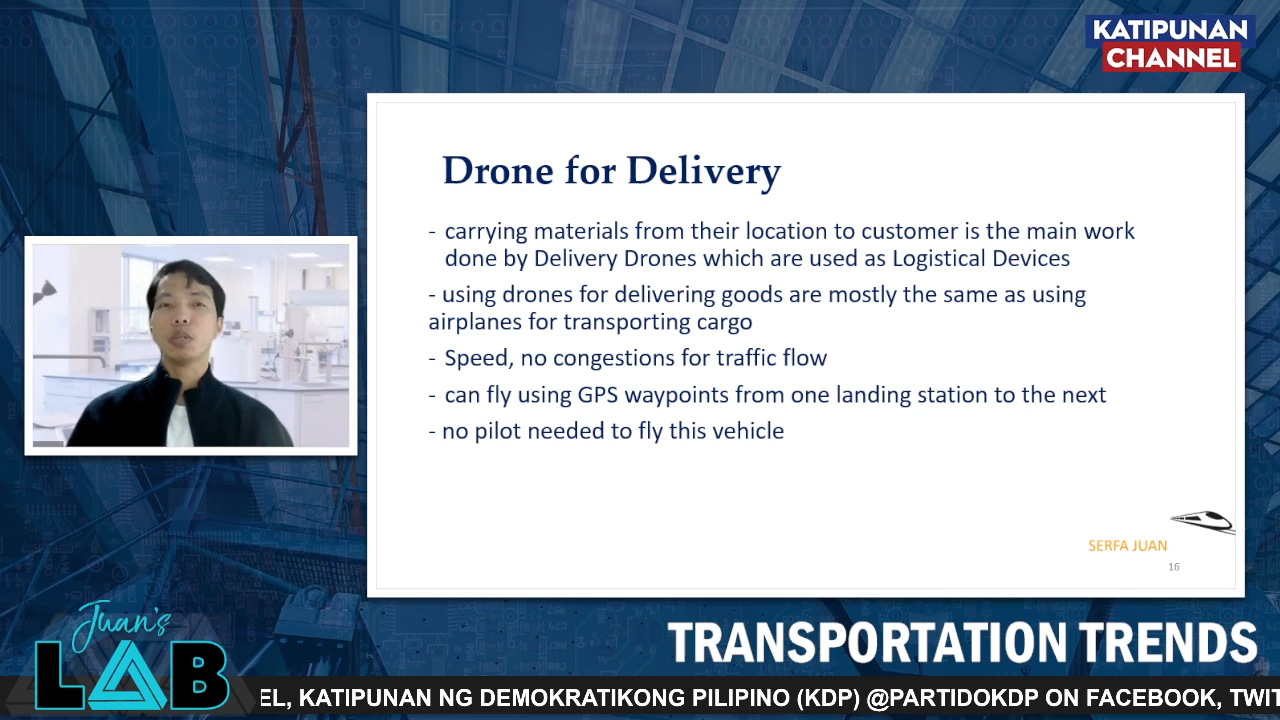 KATIPUNAN
CHANNEL
Drone for Delivery
- carrying materials from their location to customer is the main work
done by Delivery Drones which are used as Logistical Devices
- using drones for delivering goods are mostly the same as using
airplanes for transporting cargo
- Speed, no congestions for traffic flow
- can fly using GPS waypoints from one landing station to the next
- no pilot needed to fly this vehicle
SERFA JUAN
16
Juan's
LAB
TRANSPORTATION TRENDS
EL, KATIPUNAN NG DEMOKRATIKONG PILIPINO (KDP) @PARTIDOKDP ON FACEBOOK, TWIT